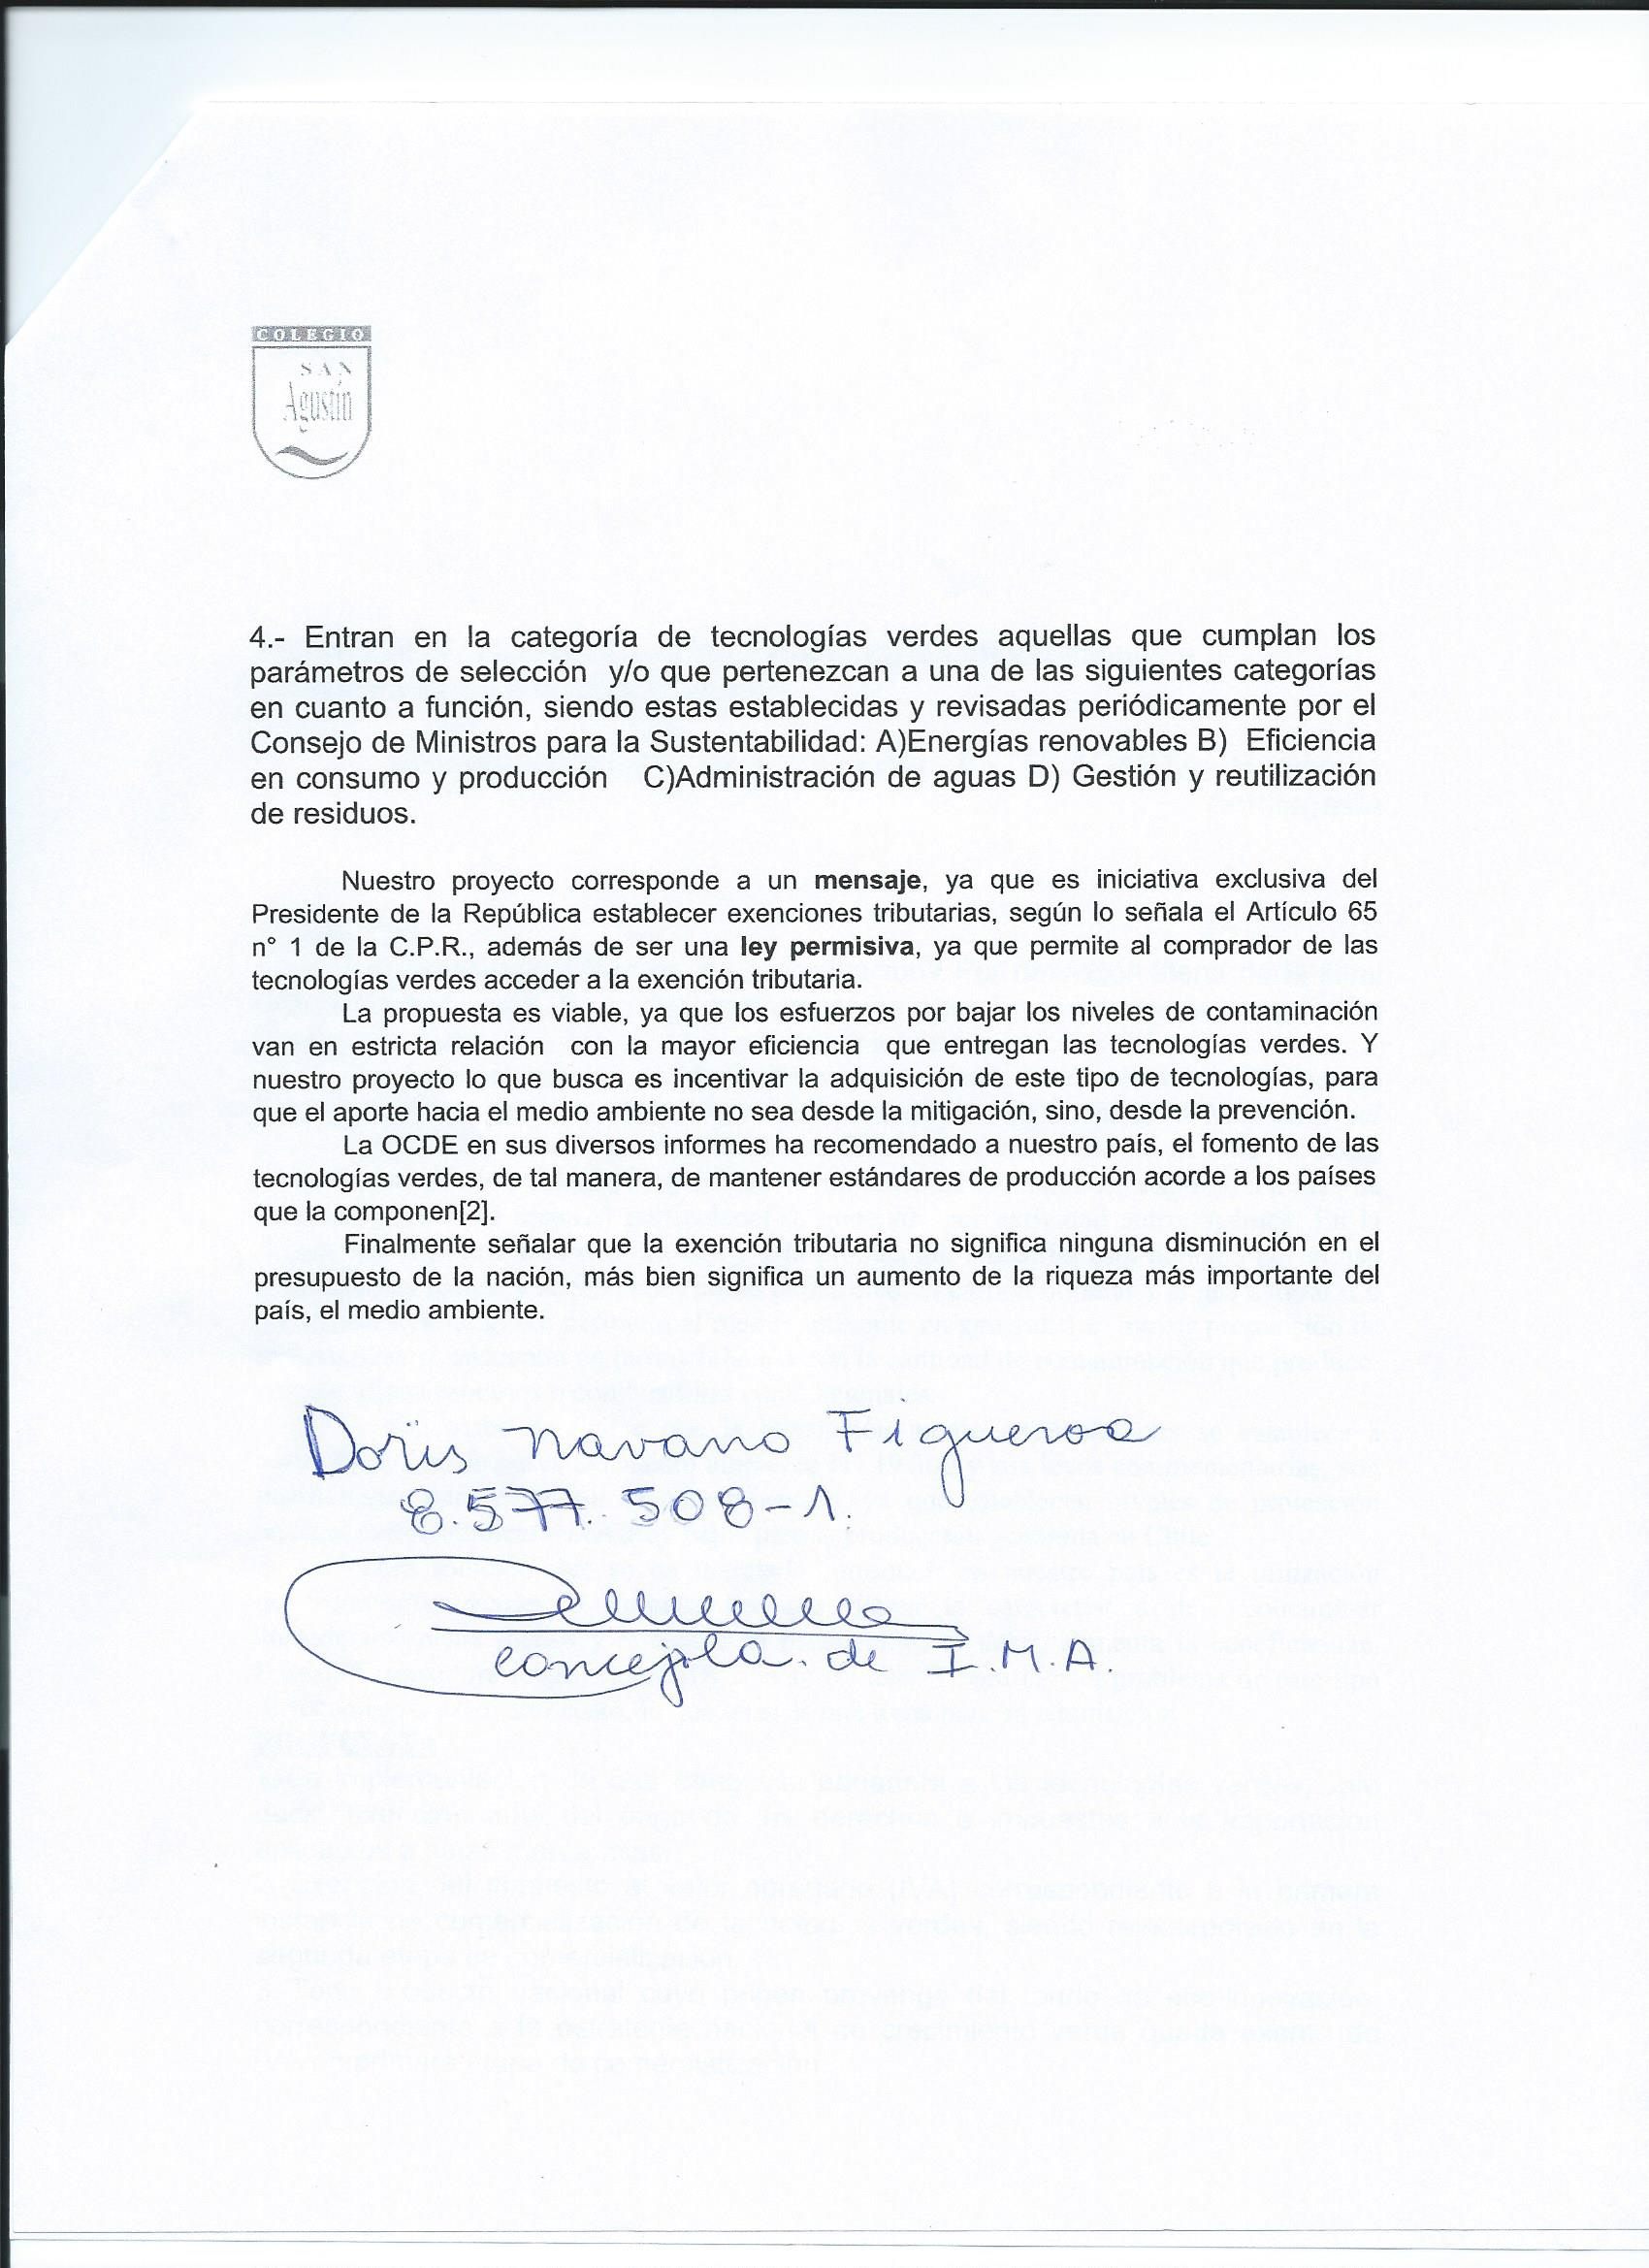 COLEGIO
SAN
Agustín
4.- Entran en la categoría de tecnologías verdes aquellas que cumplan los
parámetros de selección y/o que pertenezcan a una de las siguientes categorías
en cuanto a función, siendo estas establecidas y revisadas periódicamente por el
Consejo de Ministros para la Sustentabilidad: A)Energías renovables B) Eficiencia
en consumo y producción C)Administración de aguas D) Gestión y reutilización
de residuos.
Nuestro proyecto corresponde a un mensaje, ya que es iniciativa exclusiva del
Presidente de la República establecer exenciones tributarias, según lo señala el Artículo 65
n° 1 de la C.P.R., además de ser una ley permisiva, ya que permite al comprador de las
tecnologías verdes acceder a la exención tributaria.
La propuesta es viable, ya que los esfuerzos por bajar los niveles de contaminación
van en estricta relación con la mayor eficiencia que entregan las tecnologías verdes. Y
nuestro proyecto lo que busca es incentivar la adquisición de este tipo de tecnologías, para
que el aporte hacia el medio ambiente no sea desde la mitigación, sino, desde la prevención.
La OCDE en sus diversos informes ha recomendado a nuestro país, el fomento de las
tecnologías verdes, de tal manera, de mantener estándares de producción acorde a los países
que la componen[2].
Finalmente señalar que la exención tributaria no significa ninguna disminución en el
presupuesto de la nación, más bien significa un aumento de la riqueza más importante del
país, el medio ambiente.
Doris Navarro Figueroa
8.577.508-1.
concejala. de I.M.A.